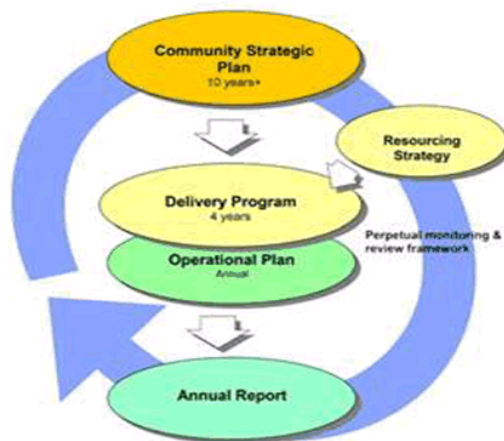 Community Strategic
Plan
10 years+
Resourcing
Strategy
Delivery Program
4 years
Perpetual monitoring &
review framework
Operational Plan
Annual
Annual Report